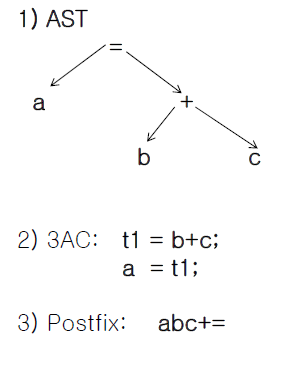 1) AST
=
a
+
b
c
2) 3AC: t1 = b+c;
a = t1;
3) Postfix: abc+=